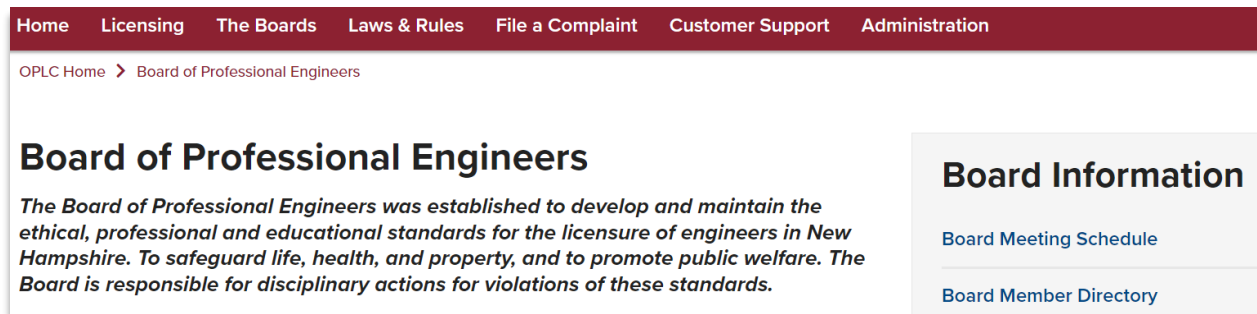 Home Licensing The Boards Laws & Rules File a Complaint Customer Support Administration
OPLC Home > Board of Professional Engineers
Board of Professional Engineers
The Board of Professional Engineers was established to develop and maintain the
ethical, professional and educational standards for the licensure of engineers in New
Hampshire. To safeguard life, health, and property, and to promote public welfare. The
Board is responsible for disciplinary actions for violations of these standards.
Board Information
Board Meeting Schedule
Board Member Directory